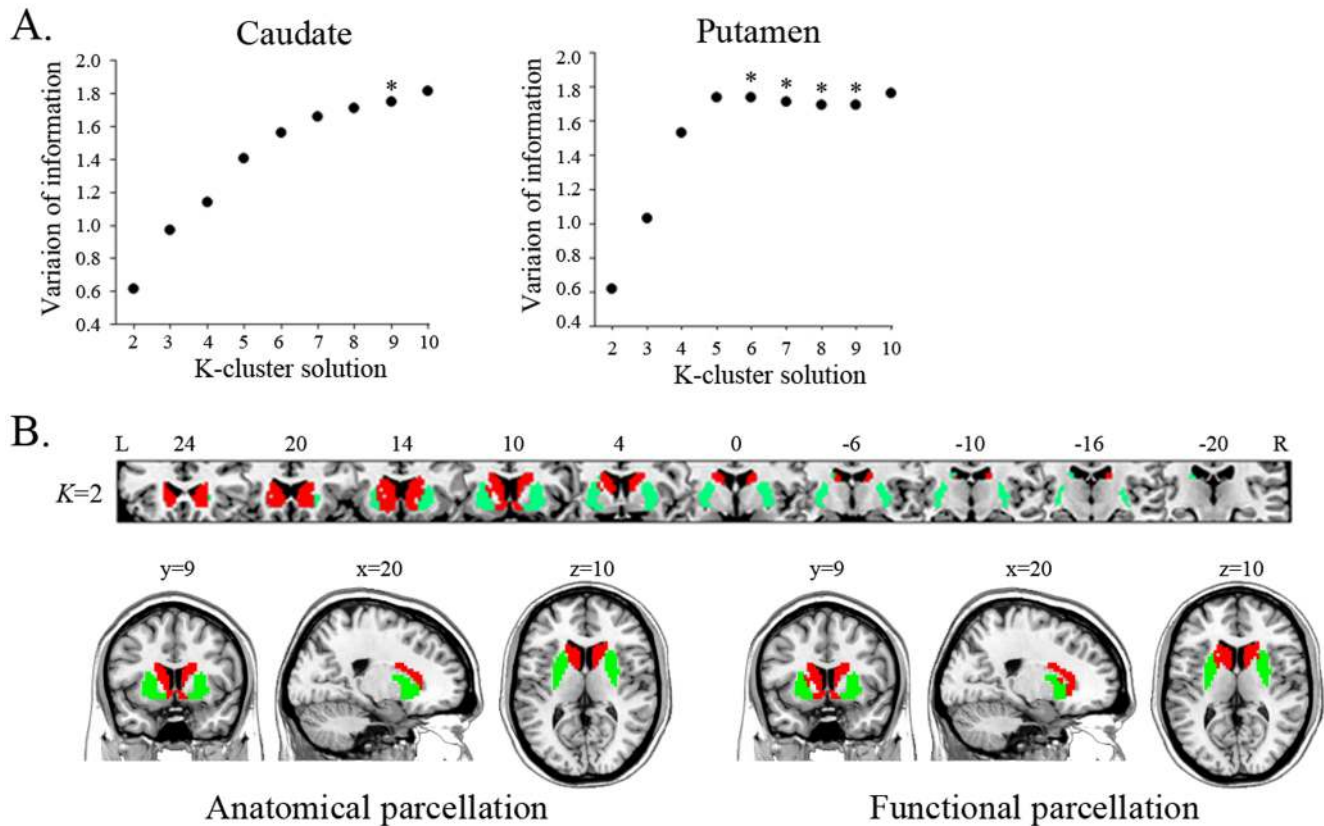 A.
Caudate
Variaion of information
2.0
1.8
1.6
1.4
1.2
1.0
0.8
0.6
0.4
*
2 3 4 5 6 7 8 9 10
K-cluster solution
Putamen
Variaion of information
2.0
1.8
1.6
1.4
1.2
1.0
0.8
0.6
0.4
* * * *
2 3 4 5 6 7 8 9 10
K-cluster solution
B.
L 24 20 14 10 4 0 -6 -10 -16 -20 R
K=2
y=9 x=20 z=10 y=9 x=20 z=10
Anatomical parcellation Functional parcellation